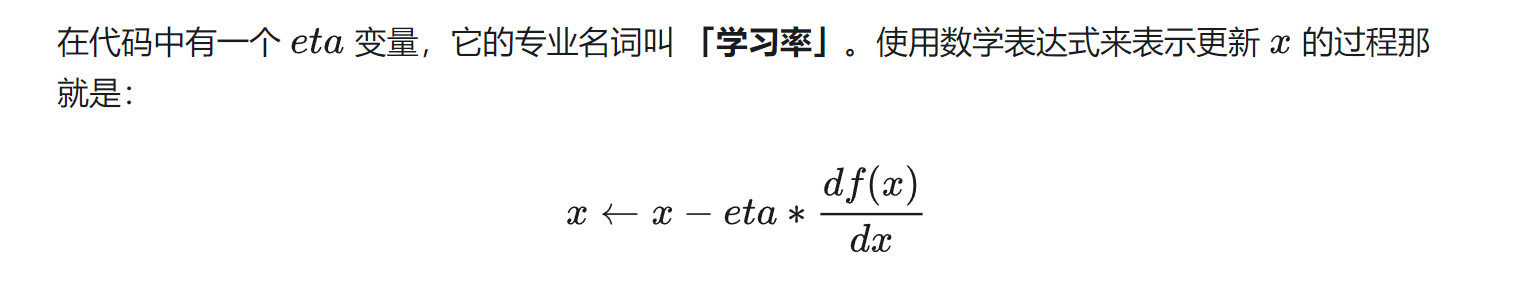 在代码中有一个 eta 变量，它的专业名词叫 「学习率」。使用数学表达式来表示更新 x 的过程那
就是：
x ← x − eta ∗ \frac{df(x)}{dx}